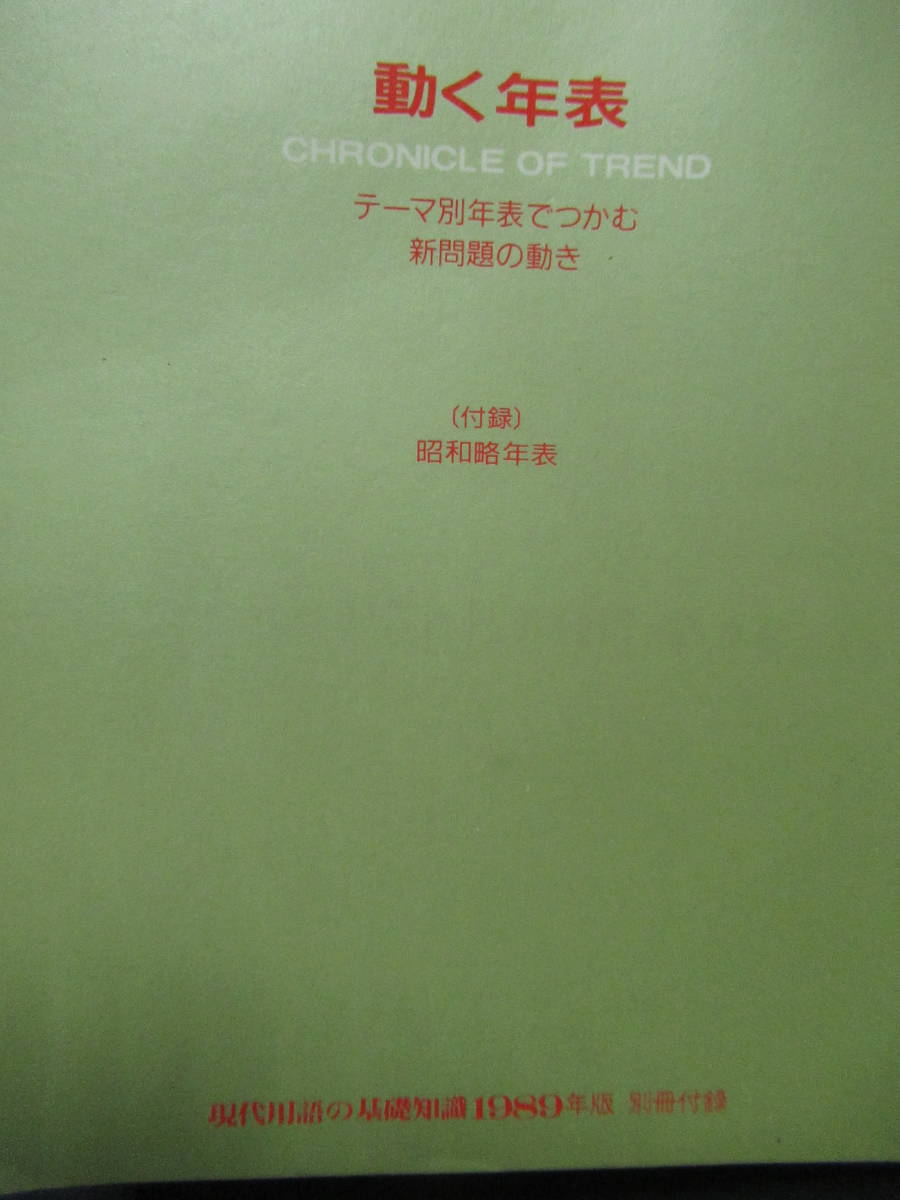 動く年表
CHRONICLE OF TREND
テーマ別年表でつかむ
新問題の動き
〔付録〕
昭和略年表
現代用語の基礎知識1989年版 別冊付録